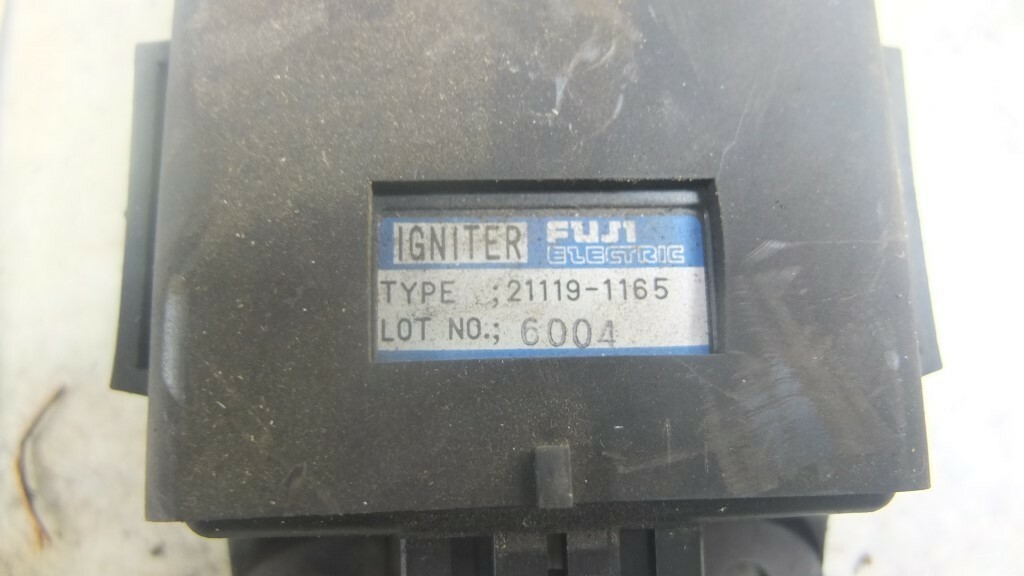 IGNITER FUJI ELECTRIC
TYPE ;21119-1165
LOT NO.; 6004